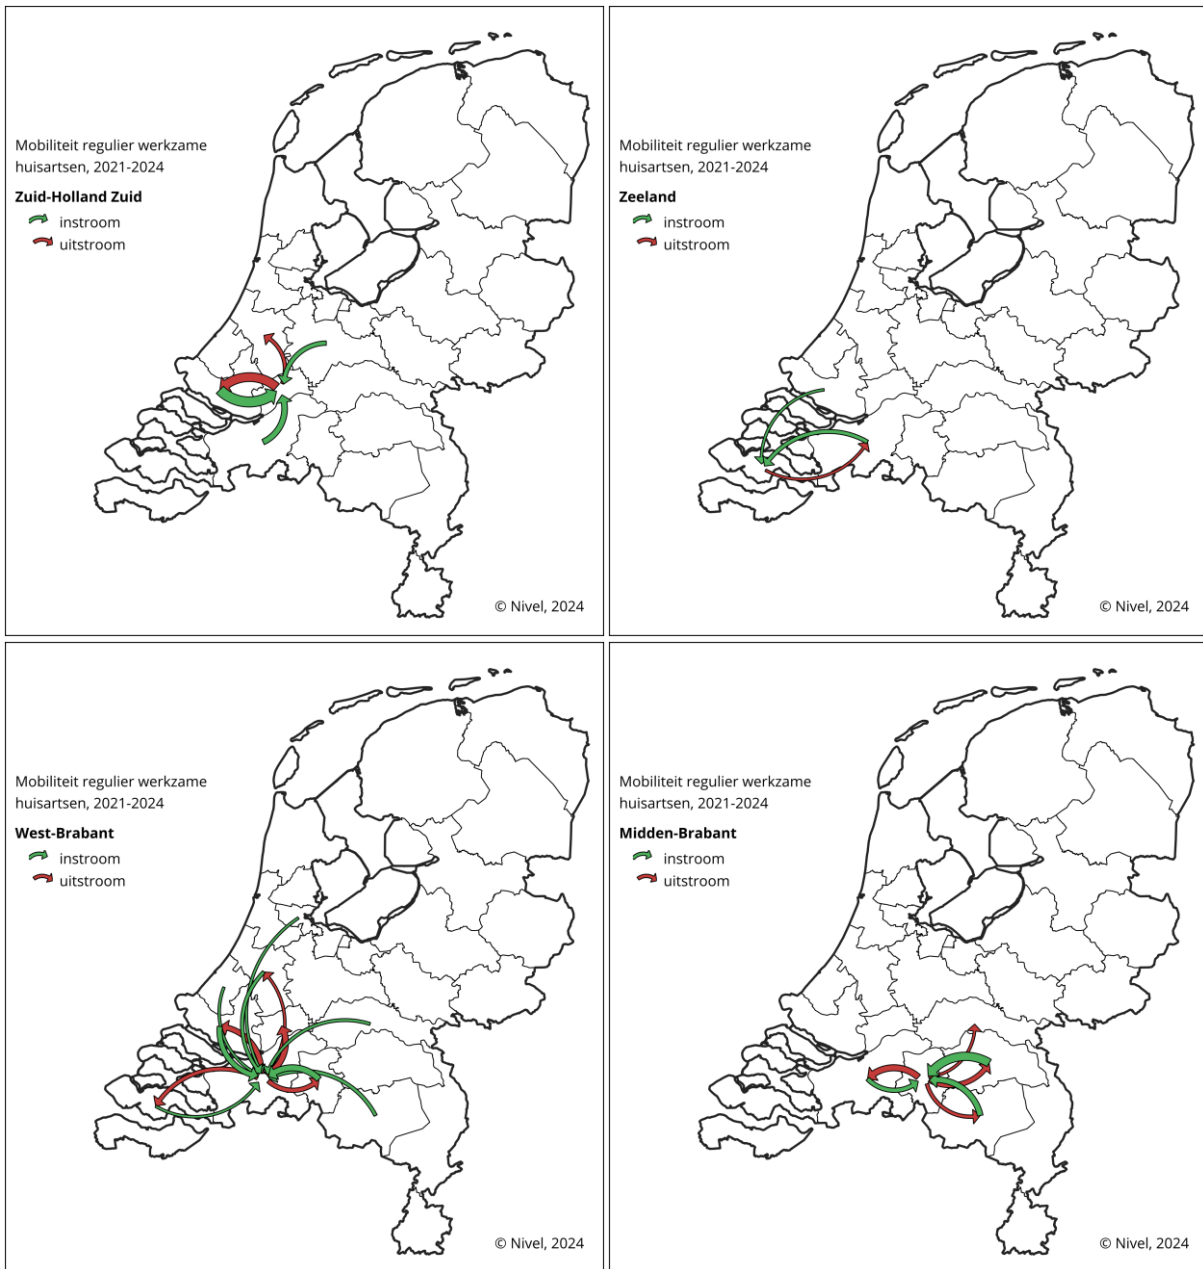 Mobiliteit regulier werkzame
huisartsen, 2021-2024
Zuid-Holland Zuid
instroom
uitstroom
© Nivel, 2024
Mobiliteit regulier werkzame
huisartsen, 2021-2024
Zeeland
instroom
uitstroom
© Nivel, 2024
Mobiliteit regulier werkzame
huisartsen, 2021-2024
West-Brabant
instroom
uitstroom
© Nivel, 2024
Mobiliteit regulier werkzame
huisartsen, 2021-2024
Midden-Brabant
instroom
uitstroom
© Nivel, 2024